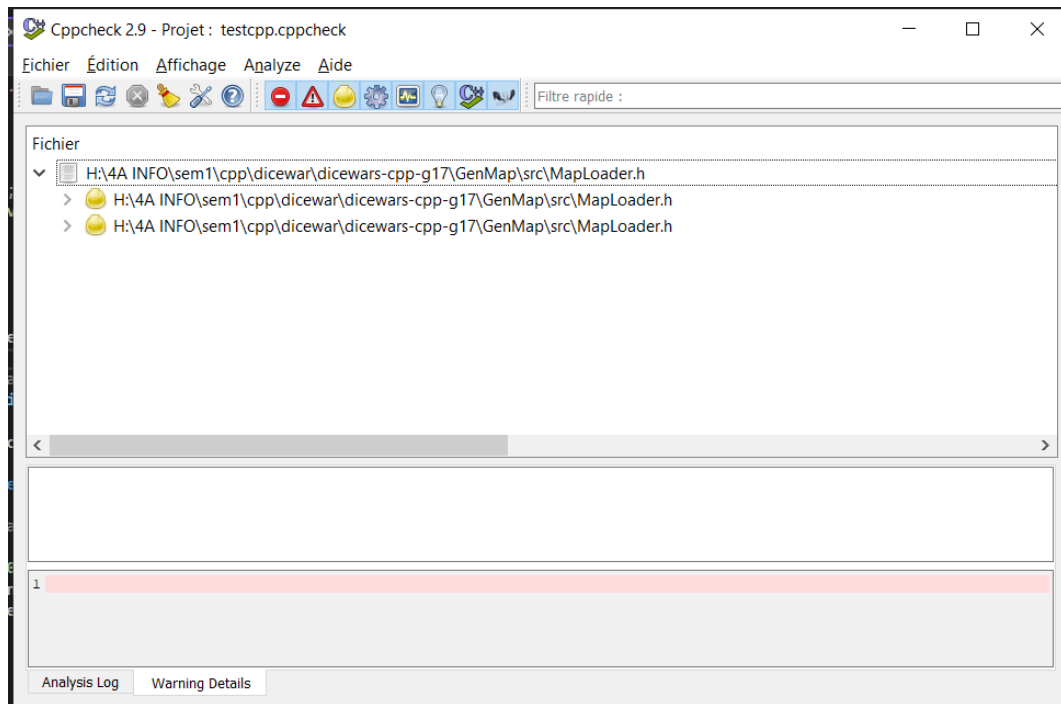 Cppcheck 2.9 - Projet : testcpp.cppcheck
Fichier Édition Affichage Analyze Aide
Filtre rapide :
Fichier
H:\4A INFO\sem1\cpp\dicewar\dicewars-cpp-g17\GenMap\src\MapLoader.h
H:\4A INFO\sem1\cpp\dicewar\dicewars-cpp-g17\GenMap\src\MapLoader.h
H:\4A INFO\sem1\cpp\dicewar\dicewars-cpp-g17\GenMap\src\MapLoader.h
1
Analysis Log Warning Details